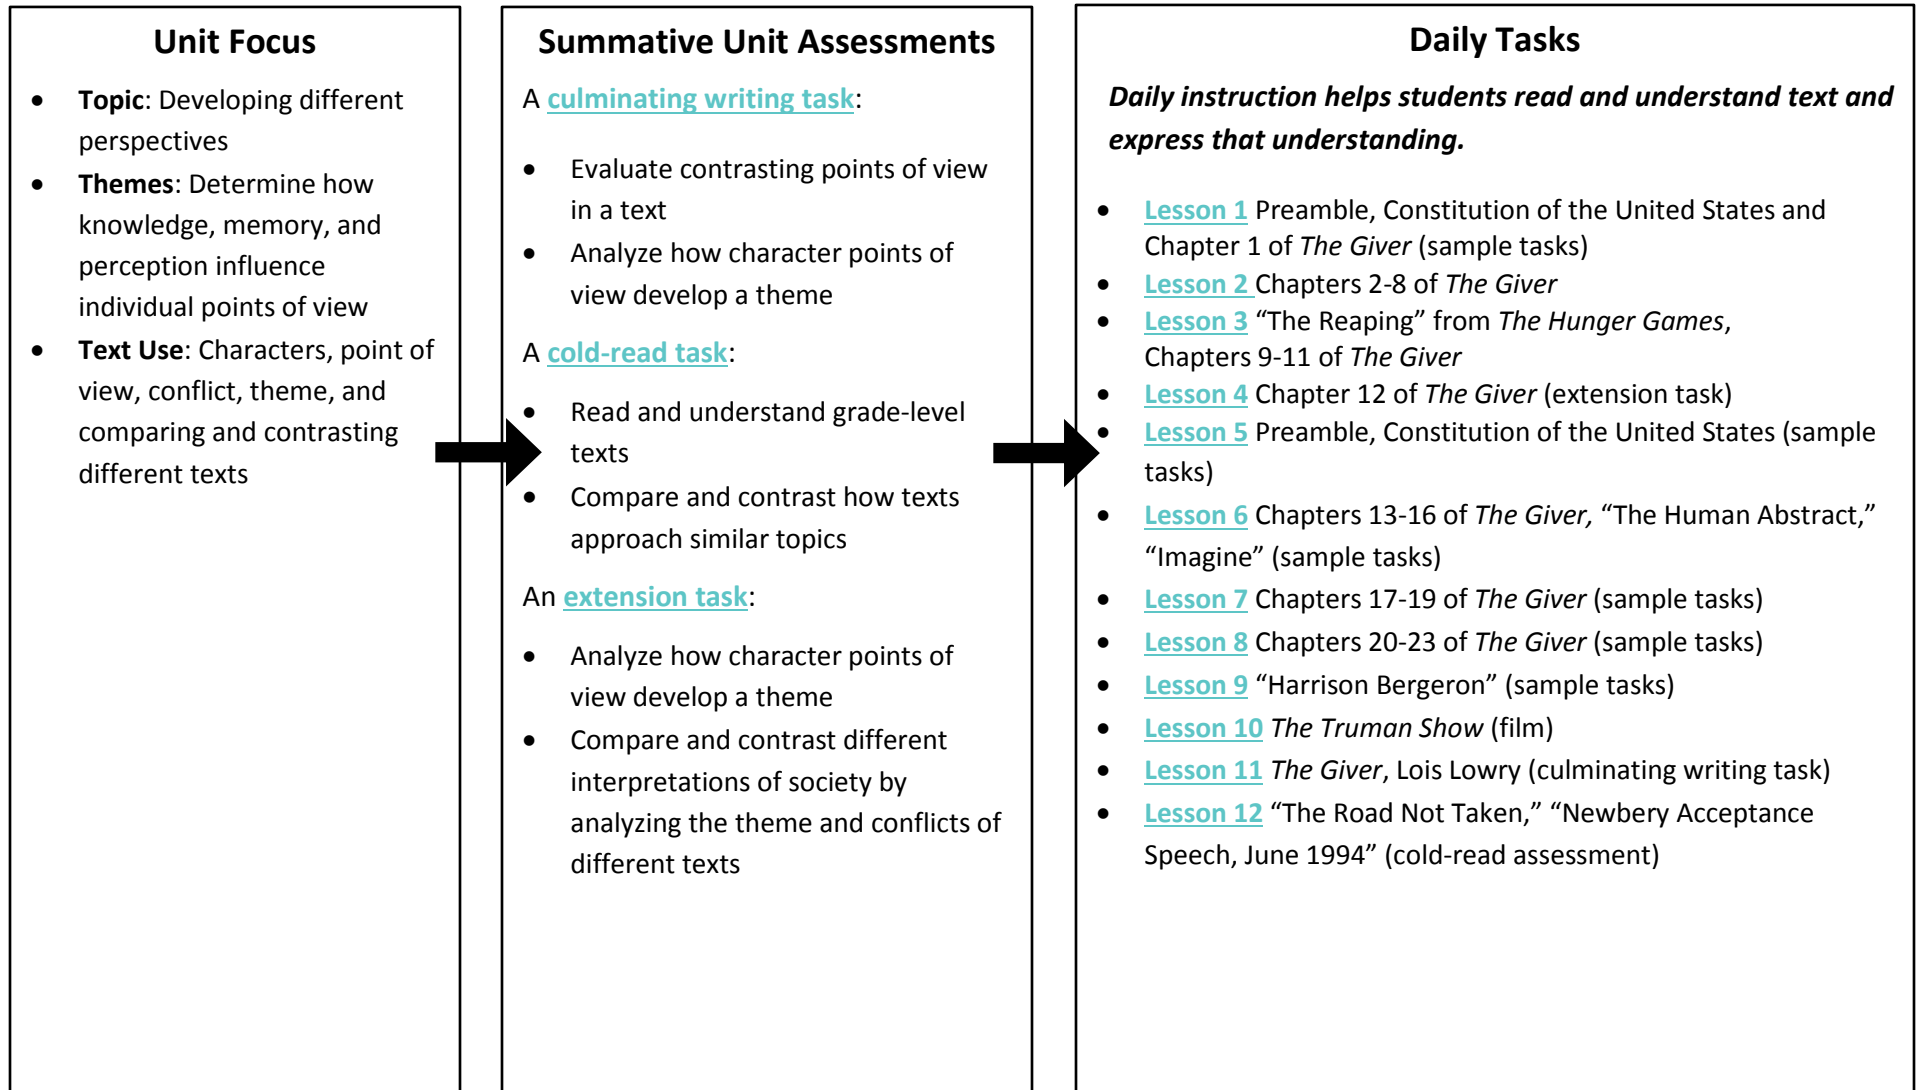 Unit Focus
• Topic: Developing different
perspectives
• Themes: Determine how
knowledge, memory, and
perception influence
individual points of view
• Text Use: Characters, point of
view, conflict, theme, and
comparing and contrasting
different texts
Summative Unit Assessments
A culminating writing task:
• Evaluate contrasting points of view
in a text
• Analyze how character points of
view develop a theme
A cold-read task:
• Read and understand grade-level
texts
• Compare and contrast how texts
approach similar topics
An extension task:
• Analyze how character points of
view develop a theme
• Compare and contrast different
interpretations of society by
analyzing the theme and conflicts of
different texts
Daily Tasks
Daily instruction helps students read and understand text and
express that understanding.
• Lesson 1 Preamble, Constitution of the United States and
Chapter 1 of The Giver (sample tasks)
• Lesson 2 Chapters 2-8 of The Giver
• Lesson 3 “The Reaping” from The Hunger Games,
Chapters 9-11 of The Giver
• Lesson 4 Chapter 12 of The Giver (extension task)
• Lesson 5 Preamble, Constitution of the United States (sample
tasks)
• Lesson 6 Chapters 13-16 of The Giver, “The Human Abstract,”
“Imagine” (sample tasks)
• Lesson 7 Chapters 17-19 of The Giver (sample tasks)
• Lesson 8 Chapters 20-23 of The Giver (sample tasks)
• Lesson 9 “Harrison Bergeron” (sample tasks)
• Lesson 10 The Truman Show (film)
• Lesson 11 The Giver, Lois Lowry (culminating writing task)
• Lesson 12 “The Road Not Taken,” “Newbery Acceptance
Speech, June 1994” (cold-read assessment)